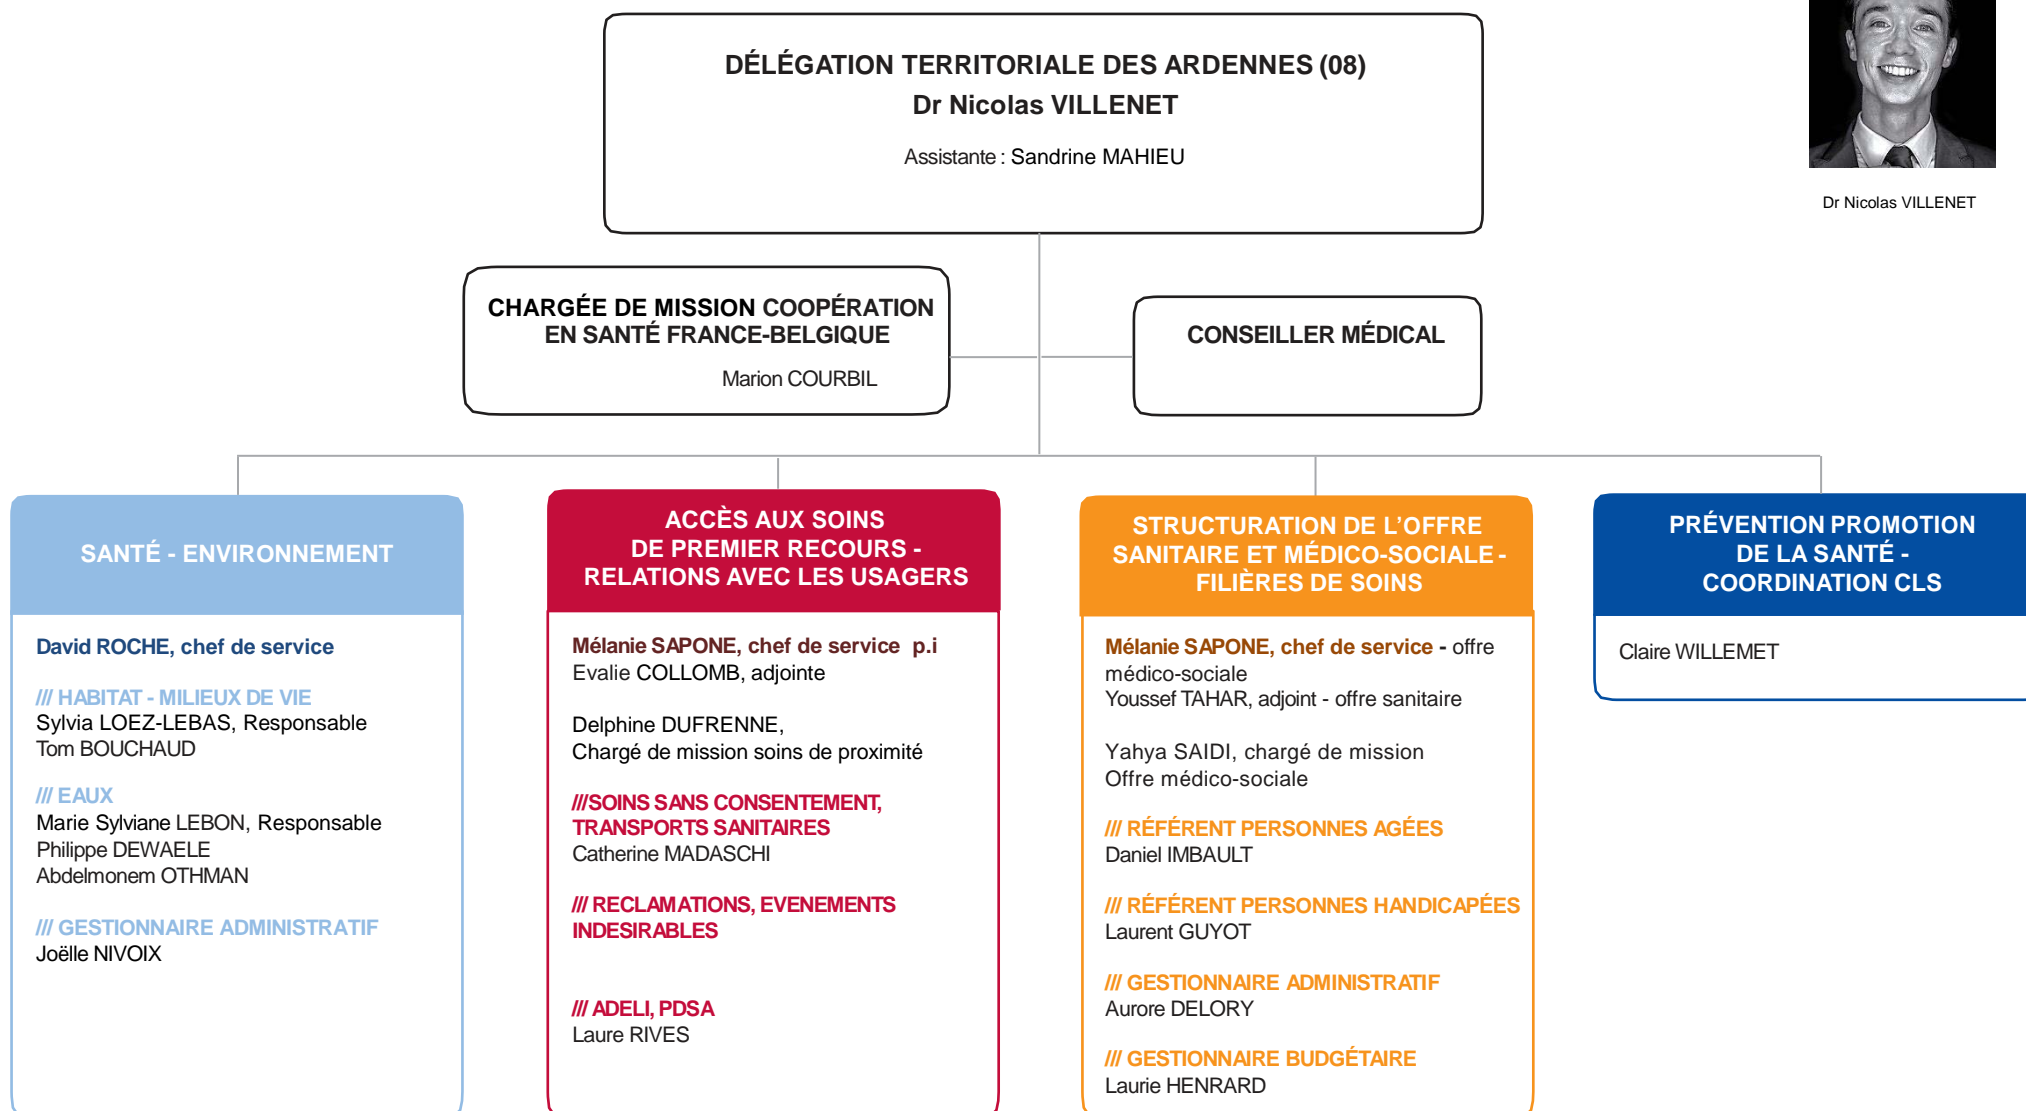 DÉLÉGATION TERRITORIALE DES ARDENNES (08)
Dr Nicolas VILLENET
Assistante : Sandrine MAHIEU
Dr Nicolas VILLENET
CHARGÉE DE MISSION COOPÉRATION
EN SANTÉ FRANCE-BELGIQUE
Marion COURBIL
CONSEILLER MÉDICAL
SANTÉ - ENVIRONNEMENT
David ROCHE, chef de service
/// HABITAT - MILIEUX DE VIE
Sylvia LOEZ-LEBAS, Responsable
Tom BOUCHAUD
/// EAUX
Marie Sylviane LEBON, Responsable
Philippe DEWAELE
Abdelmonem OTHMAN
/// GESTIONNAIRE ADMINISTRATIF
Joëlle NIVOIX
ACCÈS AUX SOINS
DE PREMIER RECOURS -
RELATIONS AVEC LES USAGERS
Mélanie SAPONE, chef de service p.i
Evalie COLLOMB, adjointe
Delphine DUFRENNE,
Chargé de mission soins de proximité
///SOINS SANS CONSENTEMENT,
TRANSPORTS SANITAIRES
Catherine MADASCHI
/// RECLAMATIONS, EVENEMENTS
INDESIRABLES
/// ADELI, PDSA
Laure RIVES
STRUCTURATION DE L’OFFRE
SANITAIRE ET MÉDICO-SOCIALE -
FILIÈRES DE SOINS
Mélanie SAPONE, chef de service - offre
médico-sociale
Youssef TAHAR, adjoint - offre sanitaire
Yahya SAIDI, chargé de mission
Offre médico-sociale
/// RÉFÉRENT PERSONNES AGÉES
Daniel IMBAULT
/// RÉFÉRENT PERSONNES HANDICAPÉES
Laurent GUYOT
/// GESTIONNAIRE ADMINISTRATIF
Aurore DELORY
/// GESTIONNAIRE BUDGÉTAIRE
Laurie HENRARD
PRÉVENTION PROMOTION
DE LA SANTÉ -
COORDINATION CLS
Claire WILLEMET